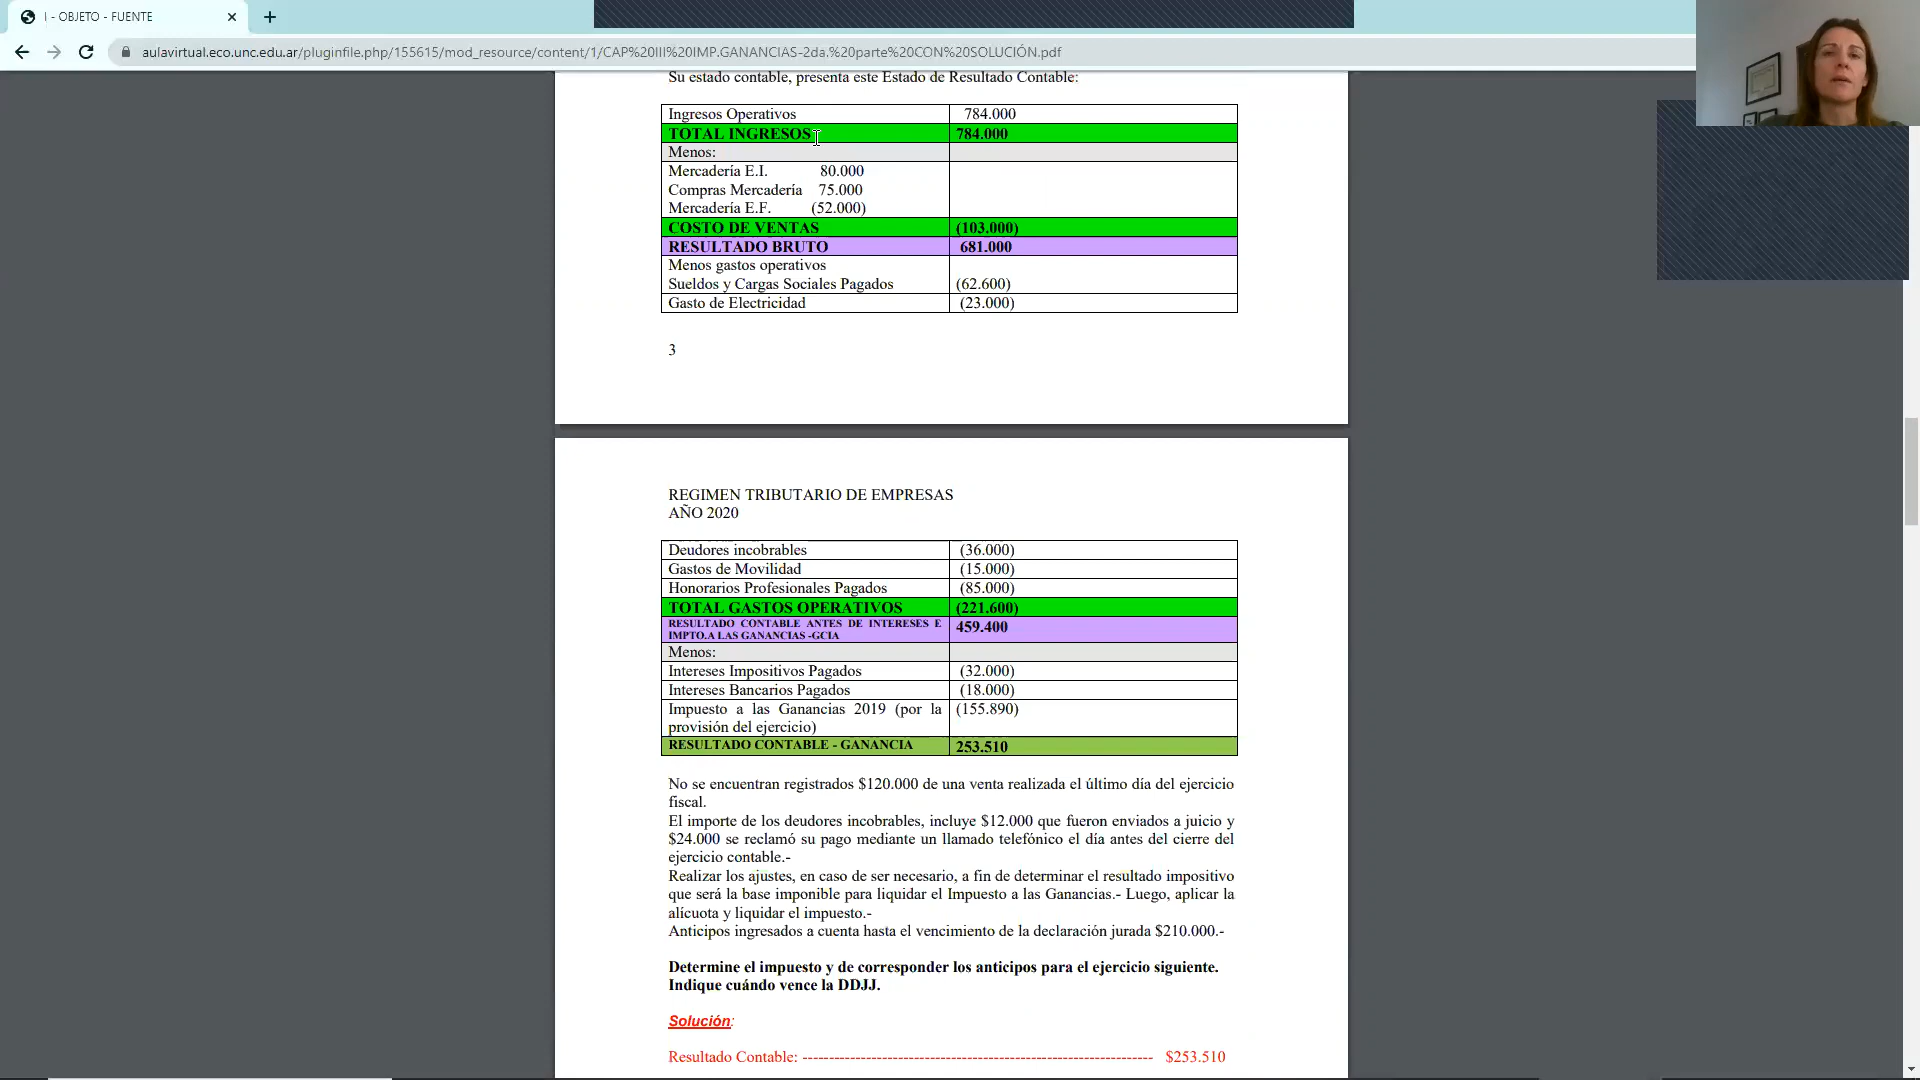 I - OBJETO - FUENTE
aulavirtual.eco.unc.edu.ar/pluginfile.php/155615/mod_resource/content/1/CAP%20III%20IMP.GANANCIAS-2da.%20parte%20CON%20SOLUCIÓN.pdf
Su estado contable, presenta este Estado de Resultado Contable:
Ingresos Operativos 784.000
TOTAL INGRESOS 784.000
Menos:
Mercadería E.I. 80.000
Compras Mercadería 75.000
Mercadería E.F. (52.000)
COSTO DE VENTAS (103.000)
RESULTADO BRUTO 681.000
Menos gastos operativos
Sueldos y Cargas Sociales Pagados (62.600)
Gasto de Electricidad (23.000)
3
REGIMEN TRIBUTARIO DE EMPRESAS
AÑO 2020
Deudores incobrables (36.000)
Gastos de Movilidad (15.000)
Honorarios Profesionales Pagados (85.000)
TOTAL GASTOS OPERATIVOS (221.600)
RESULTADO CONTABLE ANTES DE INTERESES E 459.400
IMPTO.A LAS GANANCIAS -GCIA
Menos:
Intereses Impositivos Pagados (32.000)
Intereses Bancarios Pagados (18.000)
Impuesto a las Ganancias 2019 (por la (155.890)
provisión del ejercicio)
RESULTADO CONTABLE - GANANCIA 253.510
No se encuentran registrados $120.000 de una venta realizada el último día del ejercicio
fiscal.
El importe de los deudores incobrables, incluye $12.000 que fueron enviados a juicio y
$24.000 se reclamó su pago mediante un llamado telefónico el día antes del cierre del
ejercicio contable.-
Realizar los ajustes, en caso de ser necesario, a fin de determinar el resultado impositivo
que será la base imponible para liquidar el Impuesto a las Ganancias.- Luego, aplicar la
alícuota y liquidar el impuesto.-
Anticipos ingresados a cuenta hasta el vencimiento de la declaración jurada $210.000.-
Determine el impuesto y de corresponder los anticipos para el ejercicio siguiente.
Indique cuándo vence la DDJJ.
Solución:
Resultado Contable: ------------------------------------------------------------------ $253.510